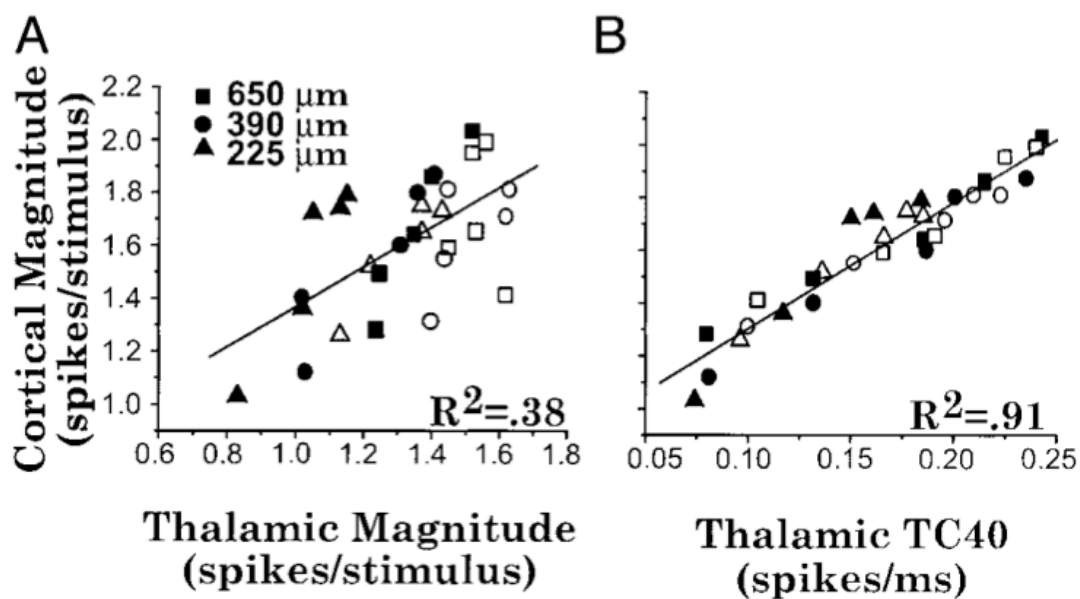 A
B
Cortical Magnitude
(spikes/stimulus)
2.2
2.0
1.8
1.6
1.4
1.2
1.0
650 µm
390 µm
225 µm
R²=.38
R²=.91
0.6 0.8 1.0 1.2 1.4 1.6 1.8
0.05 0.10 0.15 0.20 0.25
Thalamic Magnitude
(spikes/stimulus)
Thalamic TC40
(spikes/ms)